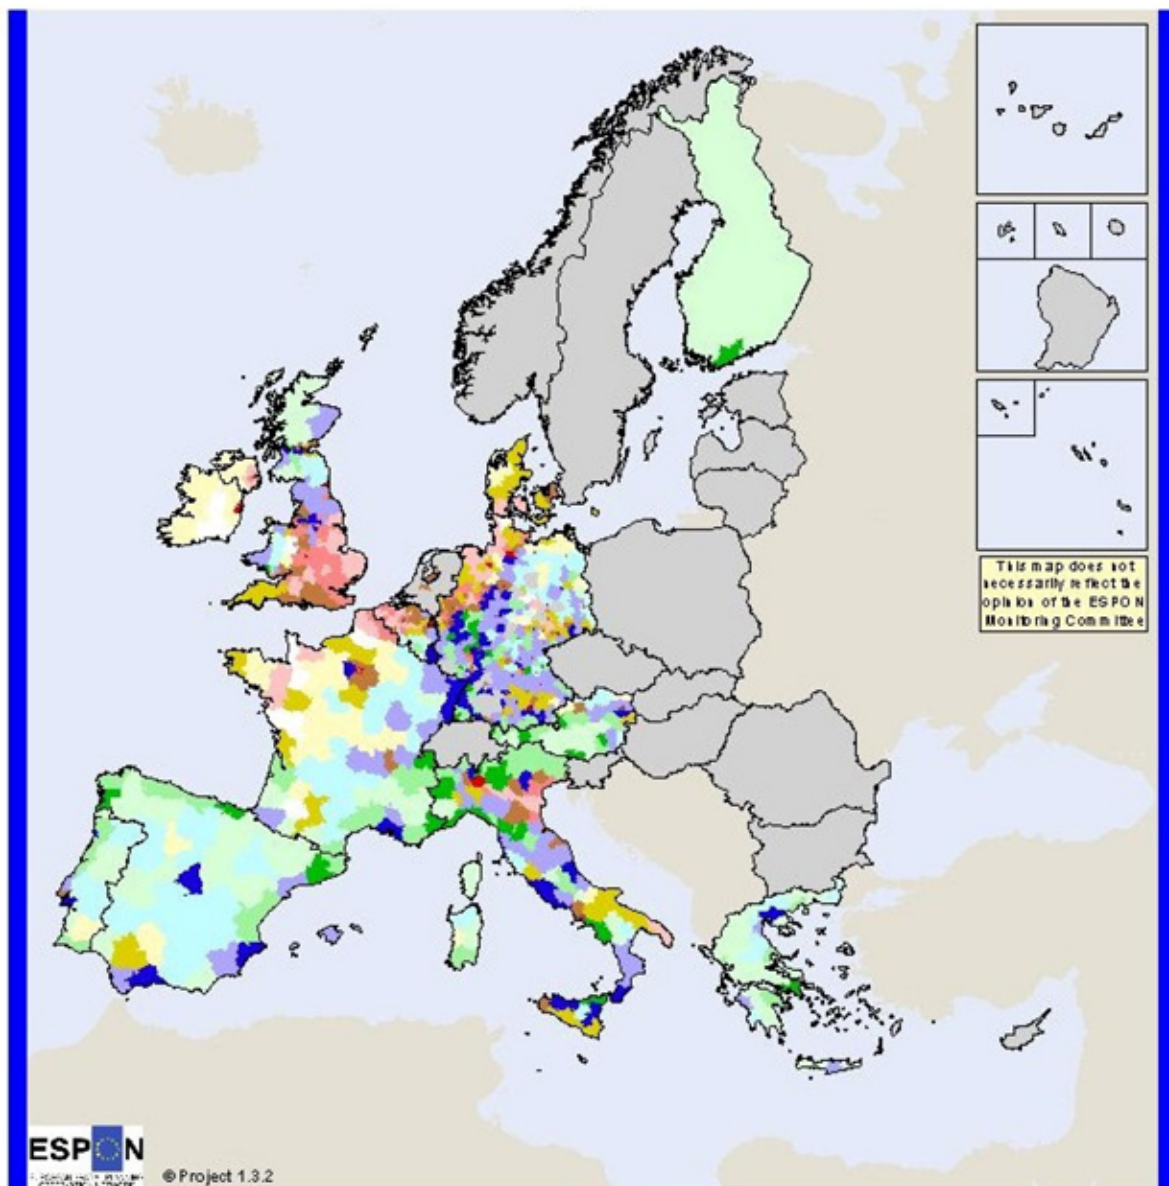 This map does not
necessarily reflect the
opinion of the ESPON
Monitoring Committee
ESPON
© Project 1.3.2